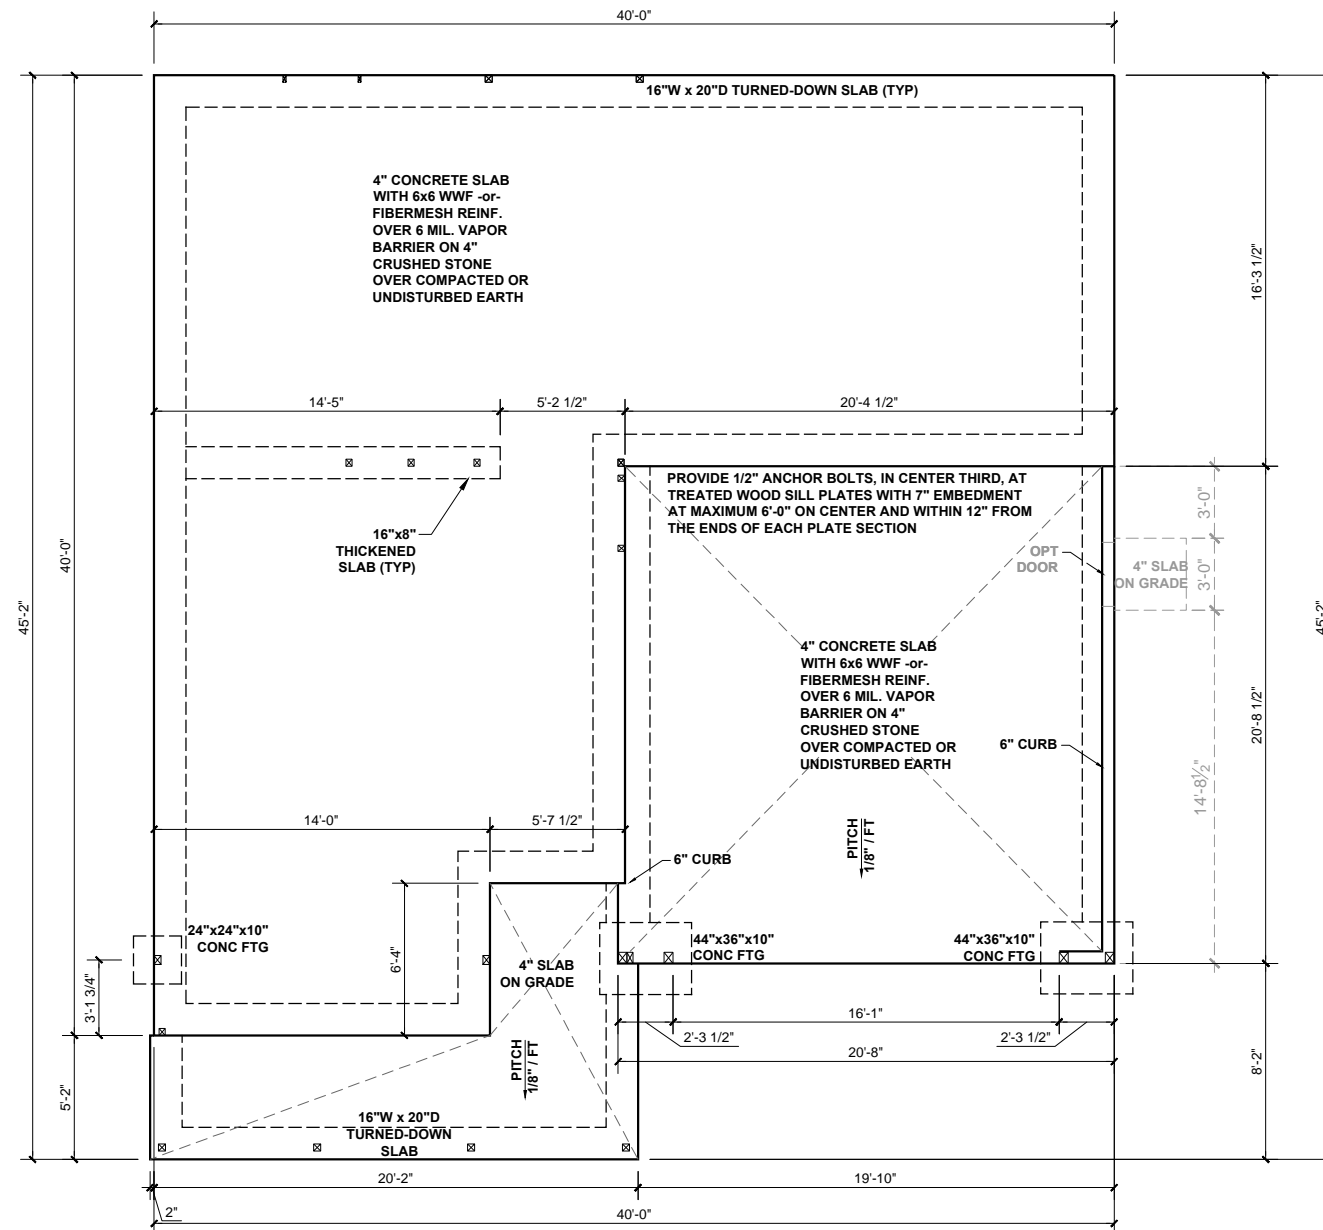 40'-0"
16"W x 20"D TURNED-DOWN SLAB (TYP)
4" CONCRETE SLAB
WITH 6x6 WWF -or-
FIBERMESH REINF.
OVER 6 MIL. VAPOR
BARRIER ON 4"
CRUSHED STONE
OVER COMPACTED OR
UNDISTURBED EARTH
16'-3 1/2"
14'-5"
5'-2 1/2"
20'-4 1/2"
PROVIDE 1/2" ANCHOR BOLTS, IN CENTER THIRD, AT
TREATED WOOD SILL PLATES WITH 7" EMBEDMENT
AT MAXIMUM 6'-0" ON CENTER AND WITHIN 12" FROM
THE ENDS OF EACH PLATE SECTION
16"x8"
THICKENED
SLAB (TYP)
OPT
DOOR
4" SLAB
ON GRADE
3'-0"
3'-0"
14'-8½"
40'-0"
45'-2"
45'-2"
20'-8 1/2"
4" CONCRETE SLAB
WITH 6x6 WWF -or-
FIBERMESH REINF.
OVER 6 MIL. VAPOR
BARRIER ON 4"
CRUSHED STONE
OVER COMPACTED OR
UNDISTURBED EARTH
6" CURB
14'-0"
5'-7 1/2"
PITCH
1/8" / FT
6" CURB
24"x24"x10"
CONC FTG
6'-4"
4" SLAB
ON GRADE
44"x36"x10"
CONC FTG
44"x36"x10"
CONC FTG
3'-1 3/4"
16'-1"
2'-3 1/2"
2'-3 1/2"
20'-8"
PITCH
1/8" / FT
5'-2"
8'-2"
16"W x 20"D
TURNED-DOWN
SLAB
20'-2"
19'-10"
2"
40'-0"